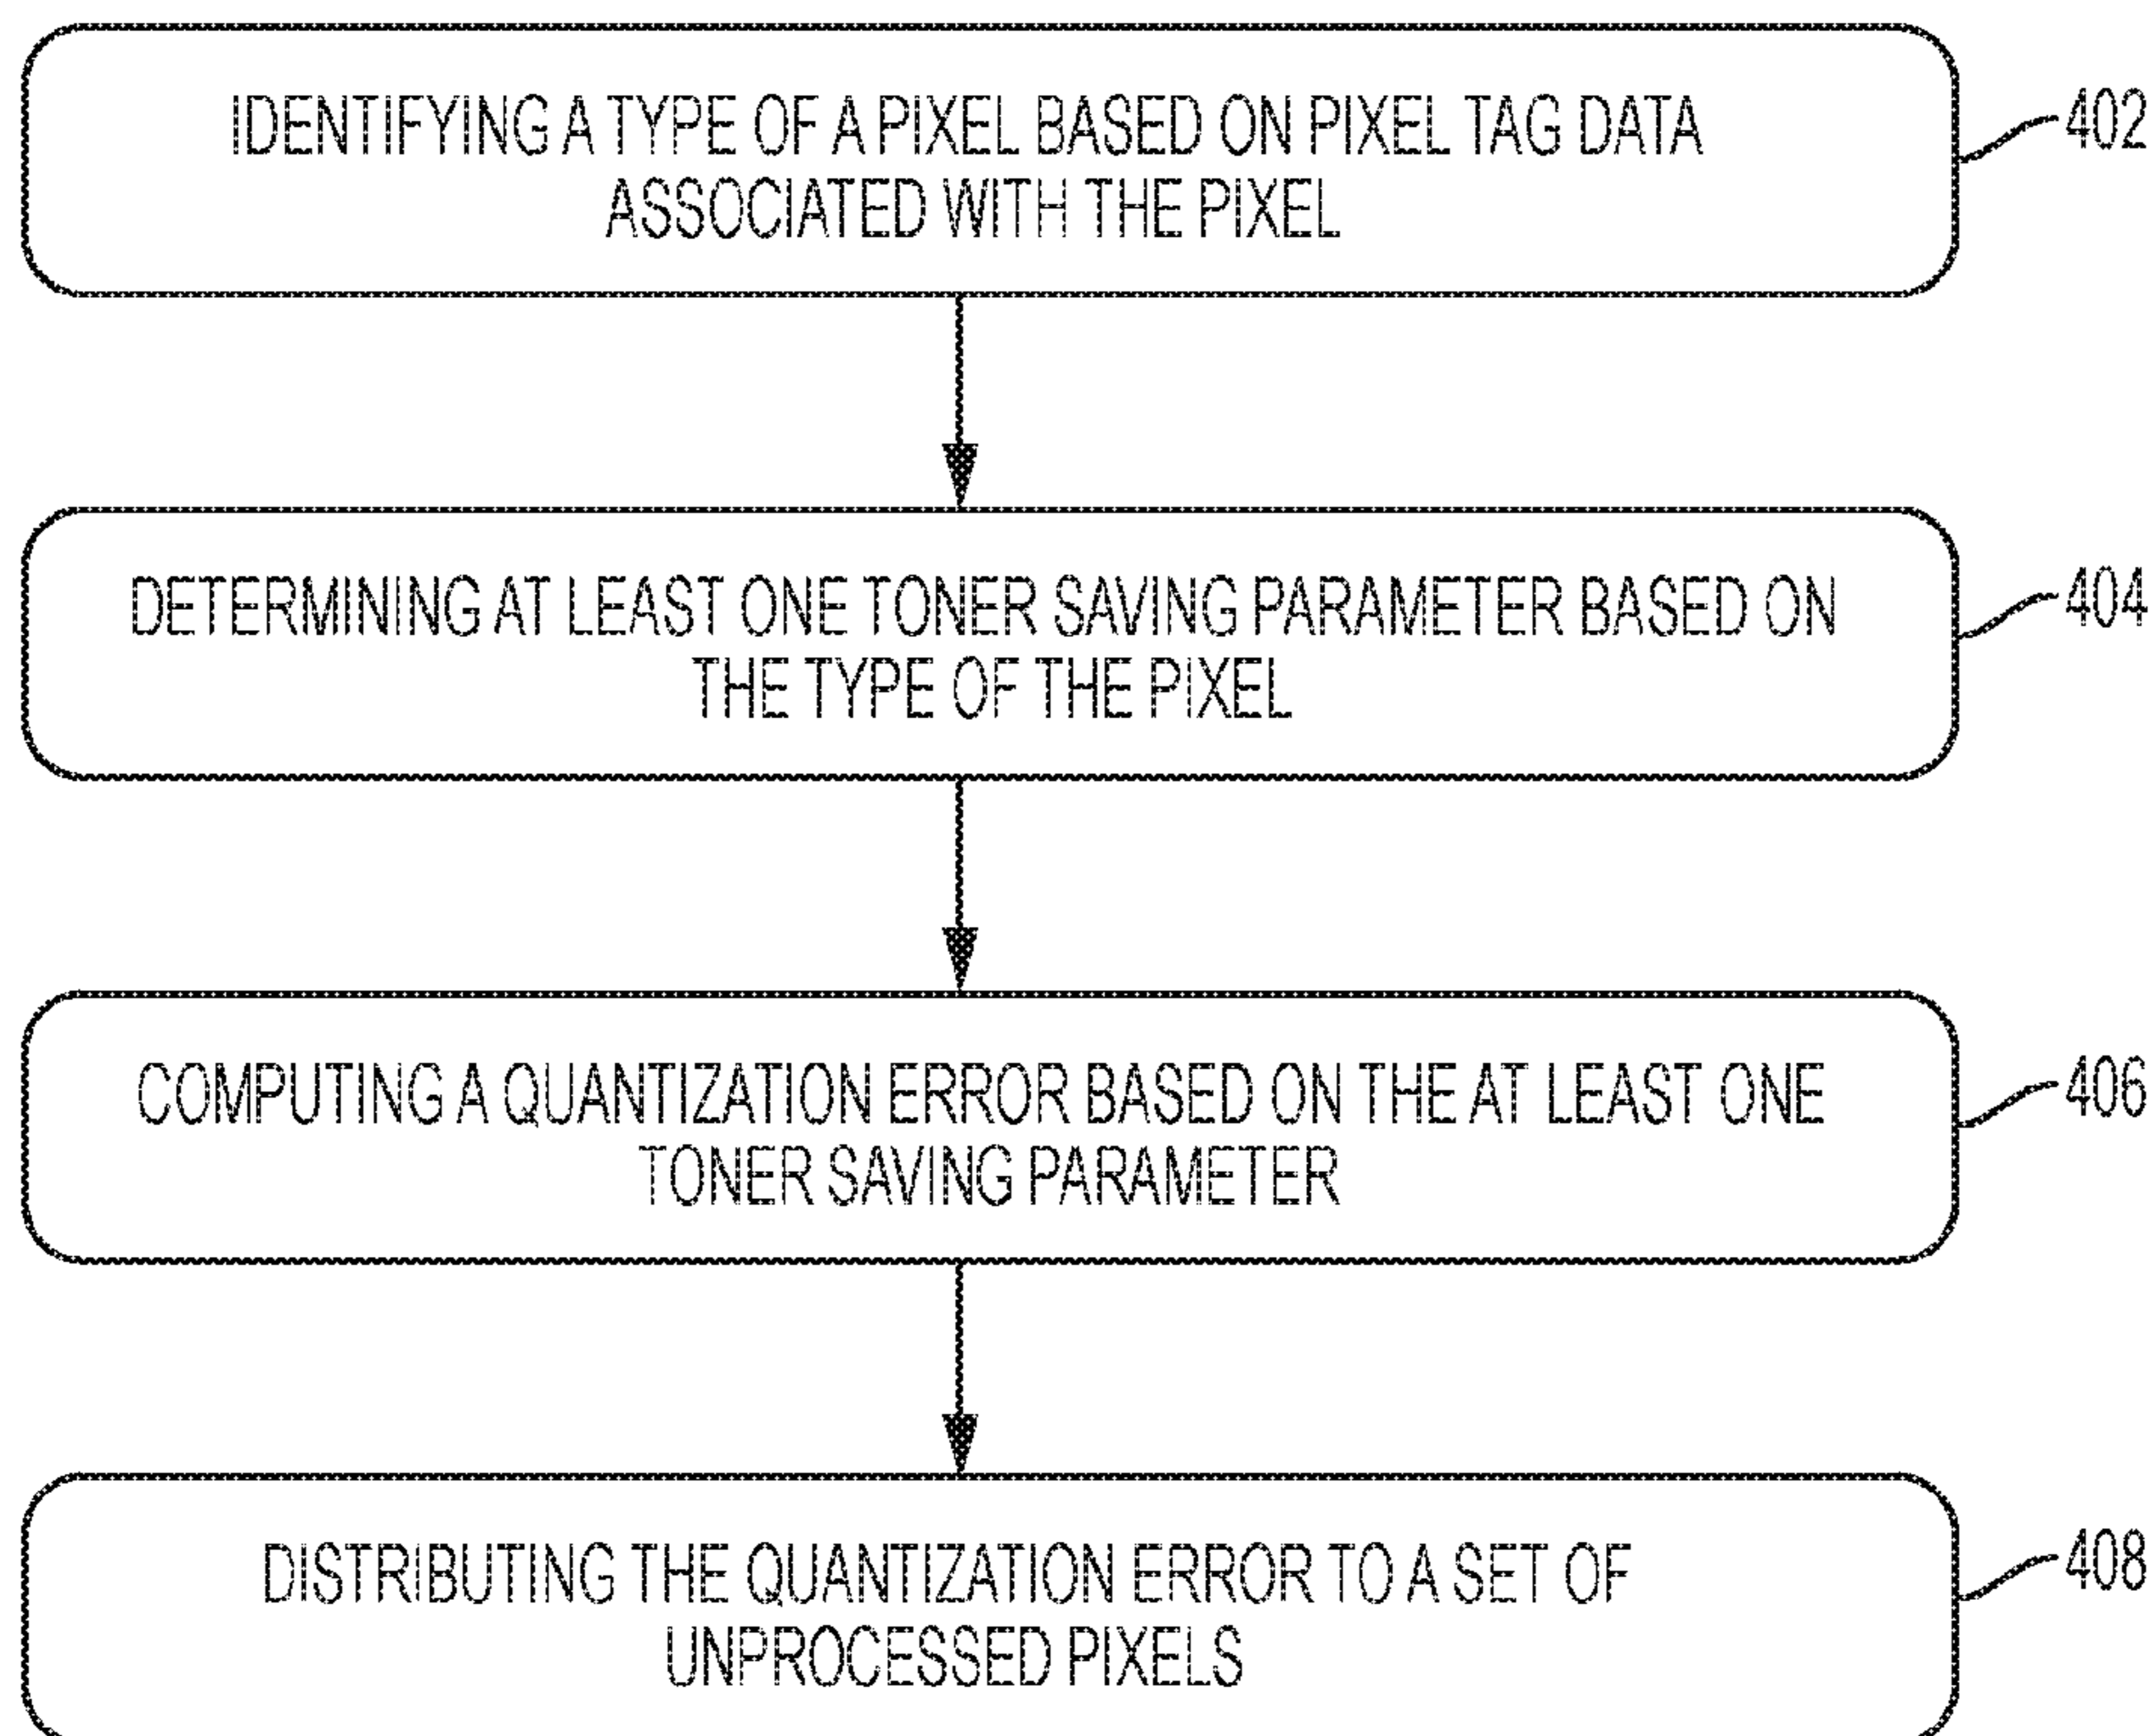 IDENTIFYING A TYPE OF A PIXEL BASED ON PIXEL TAG DATA
ASSOCIATED WITH THE PIXEL
402
DETERMINING AT LEAST ONE TONER SAVING PARAMETER BASED ON
THE TYPE OF THE PIXEL
404
COMPUTING A QUANTIZATION ERROR BASED ON THE AT LEAST ONE
TONER SAVING PARAMETER
406
DISTRIBUTING THE QUANTIZATION ERROR TO A SET OF
UNPROCESSED PIXELS
408